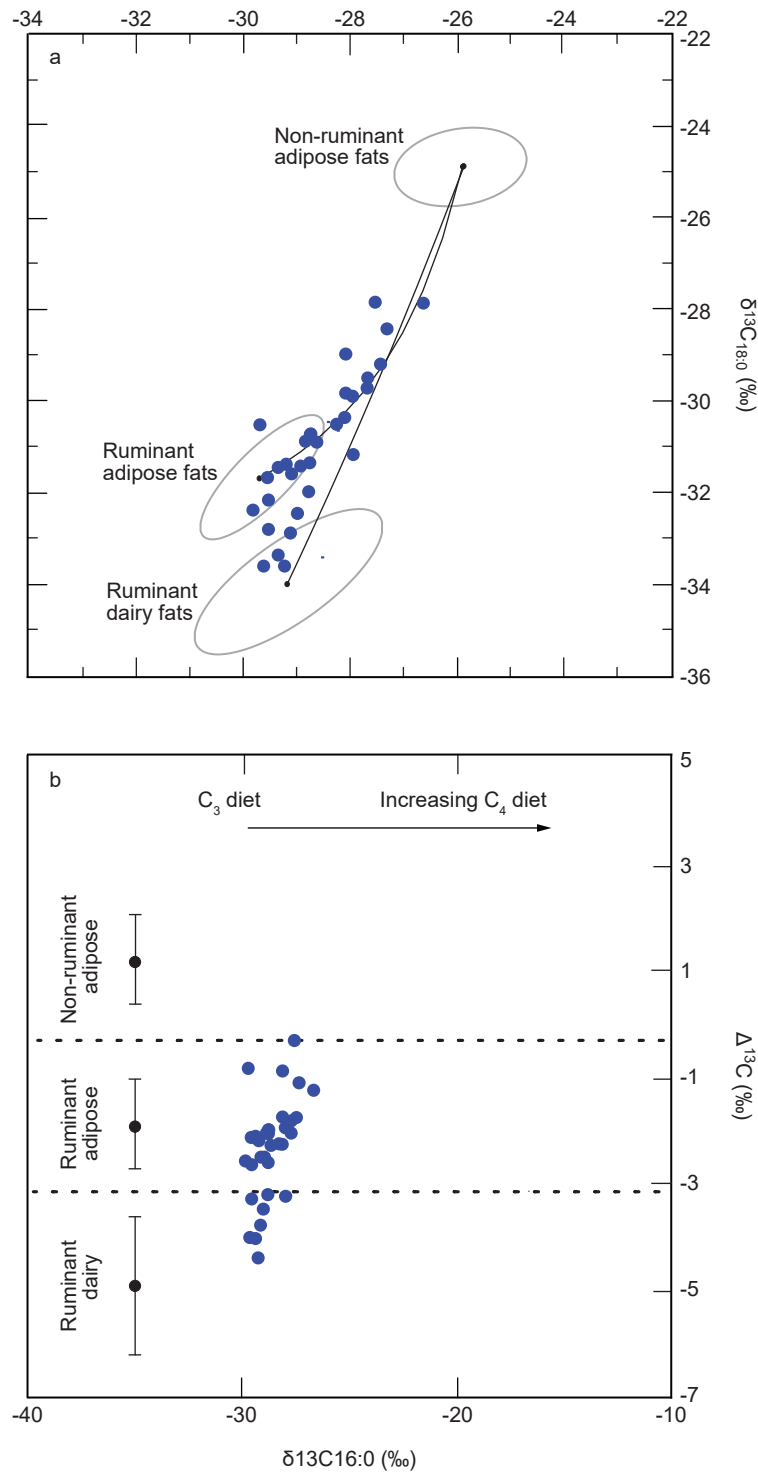 -34 -30 -28 -26 -24 -22
a
-22
Non-ruminant
adipose fats
-24
-26
-28
δ¹³C₁₈:₀ (‰)
-30
Ruminant
adipose fats
-32
Ruminant
dairy fats
-34
-36
b
5
C₃ diet Increasing C₄ diet
3
Non-ruminant
adipose
1
-1
Δ¹³C (‰)
Ruminant
adipose
-3
Ruminant
dairy
-5
-7
-40 -30 -20 -10
δ13C16:0 (‰)